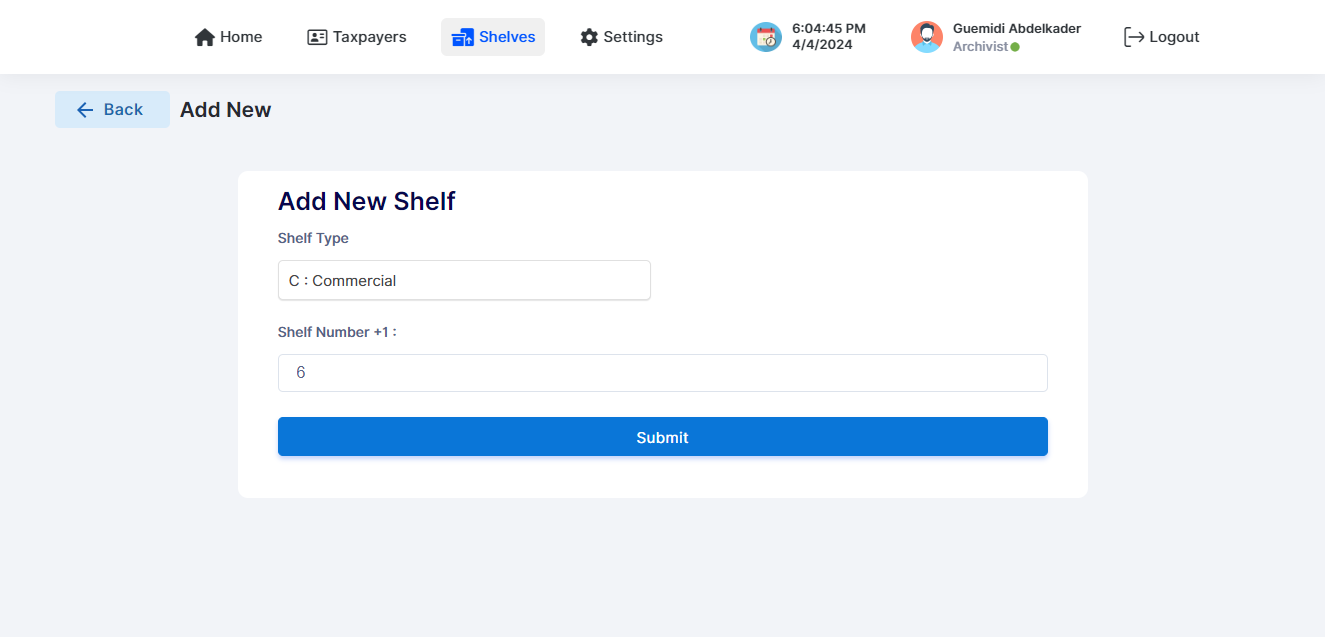 Home
Taxpayers
Shelves
Settings
6:04:45 PM
4/4/2024
Guemidi Abdelkader
Archivist
Logout
Back
Add New
Add New Shelf
Shelf Type
C : Commercial
Shelf Number +1 :
6
Submit